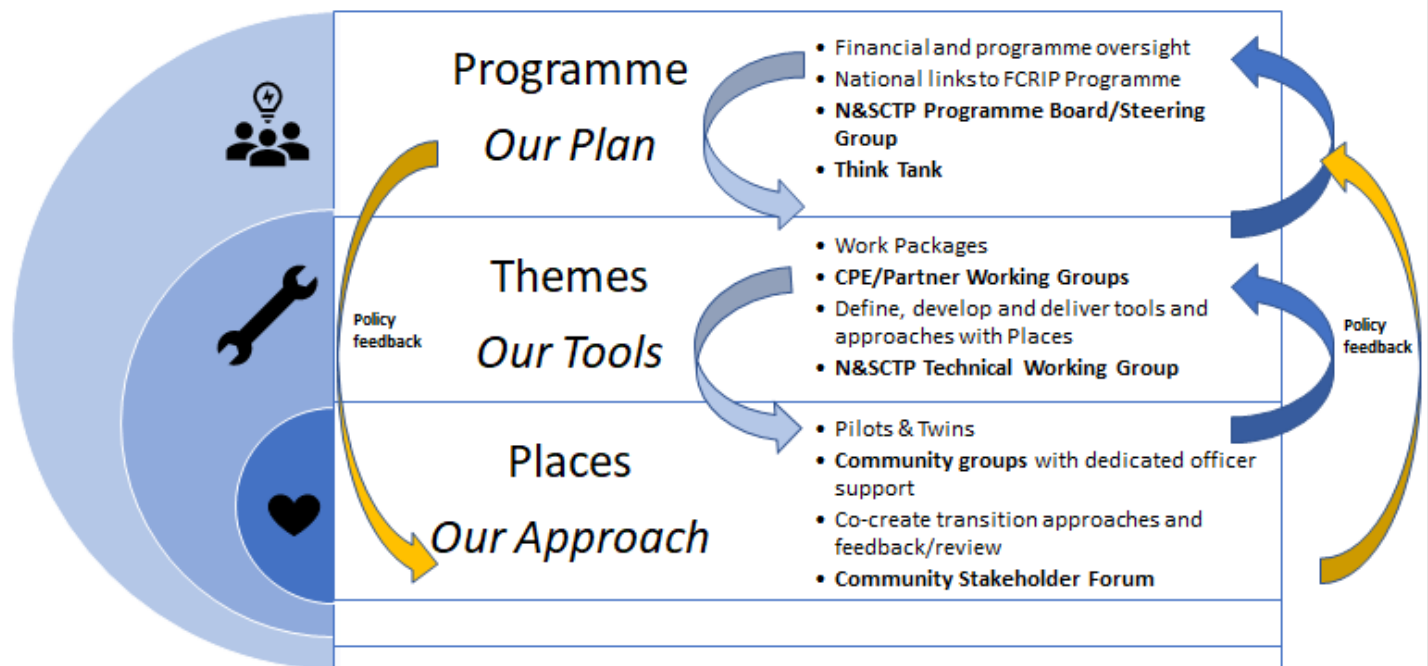 Programme
Our Plan
• Financial and programme oversight
• National links to FCRIP Programme
• N&SCTP Programme Board/Steering
Group
• Think Tank
Themes
Our Tools
• Work Packages
• CPE/Partner Working Groups
• Define, develop and deliver tools and
approaches with Places
• N&SCTP Technical Working Group
Policy
feedback
Policy
feedback
Places
Our Approach
• Pilots & Twins
• Community groups with dedicated officer
support
• Co-create transition approaches and
feedback/review
• Community Stakeholder Forum